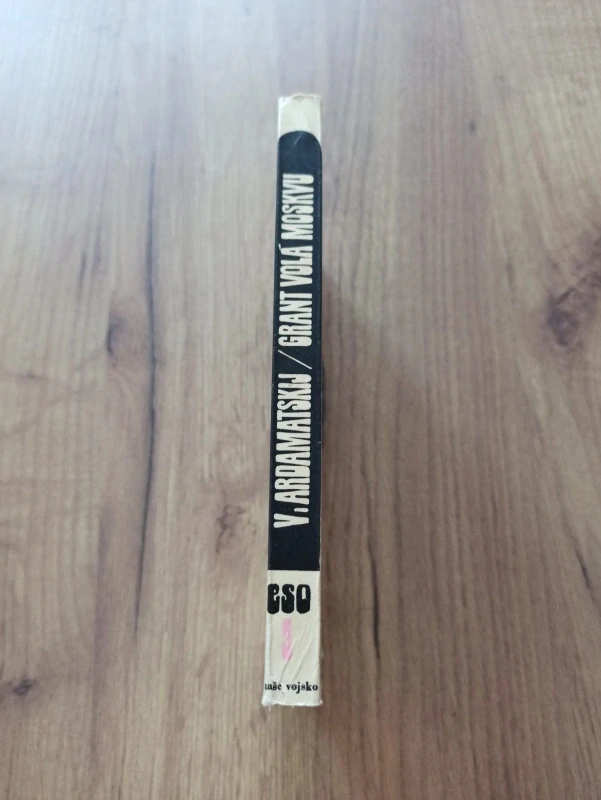 V. ARDAMATSKIJ / GRANT VOLÁ MOSKVU
eso
naše vojsko